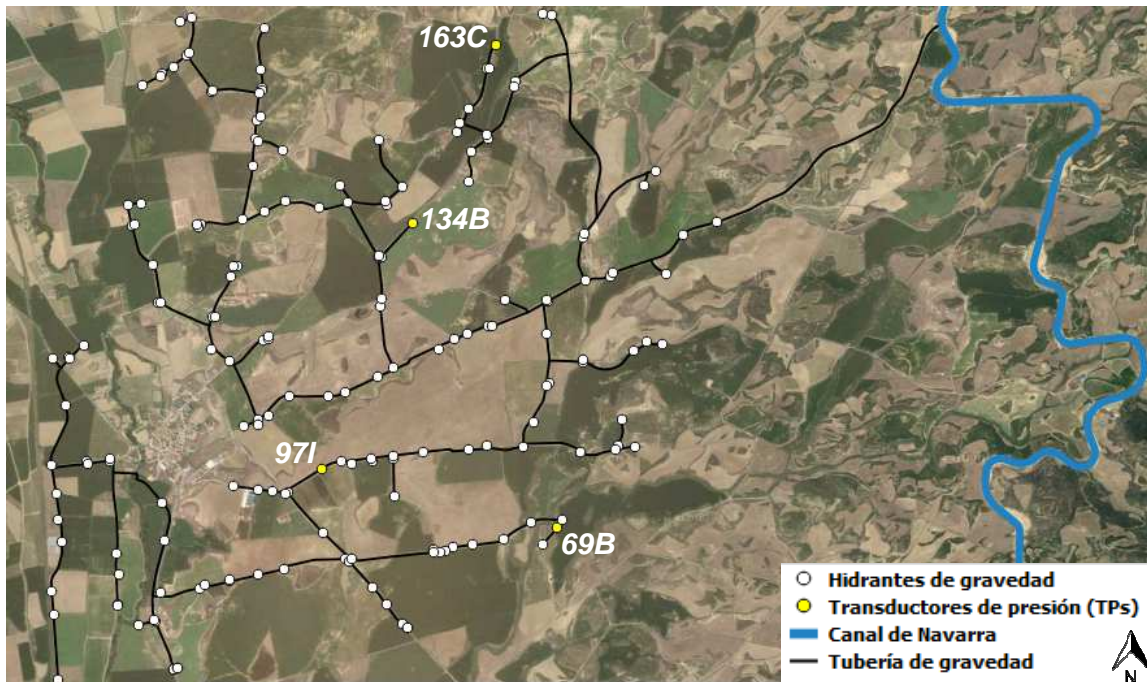 163C
134B
97I
69B
Hidrantes de gravedad
Transductores de presión (TPs)
Canal de Navarra
Tubería de gravedad
N